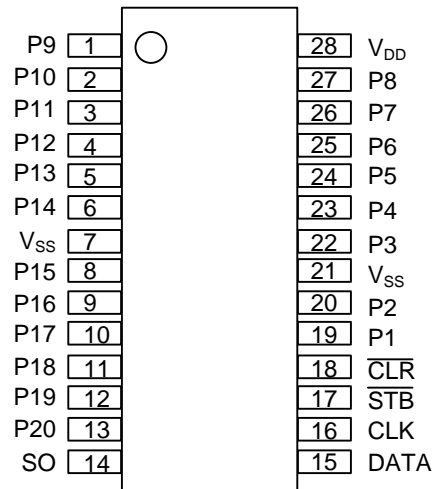 P9 1 28 VDD
P10 2 27 P8
P11 3 26 P7
P12 4 25 P6
P13 5 24 P5
P14 6 23 P4
VSS 7 22 P3
P15 8 21 VSS
P16 9 20 P2
P17 10 19 P1
P18 11 18 C̅L̅R̅
P19 12 17 S̅T̅B̅
P20 13 16 CLK
SO 14 15 DATA